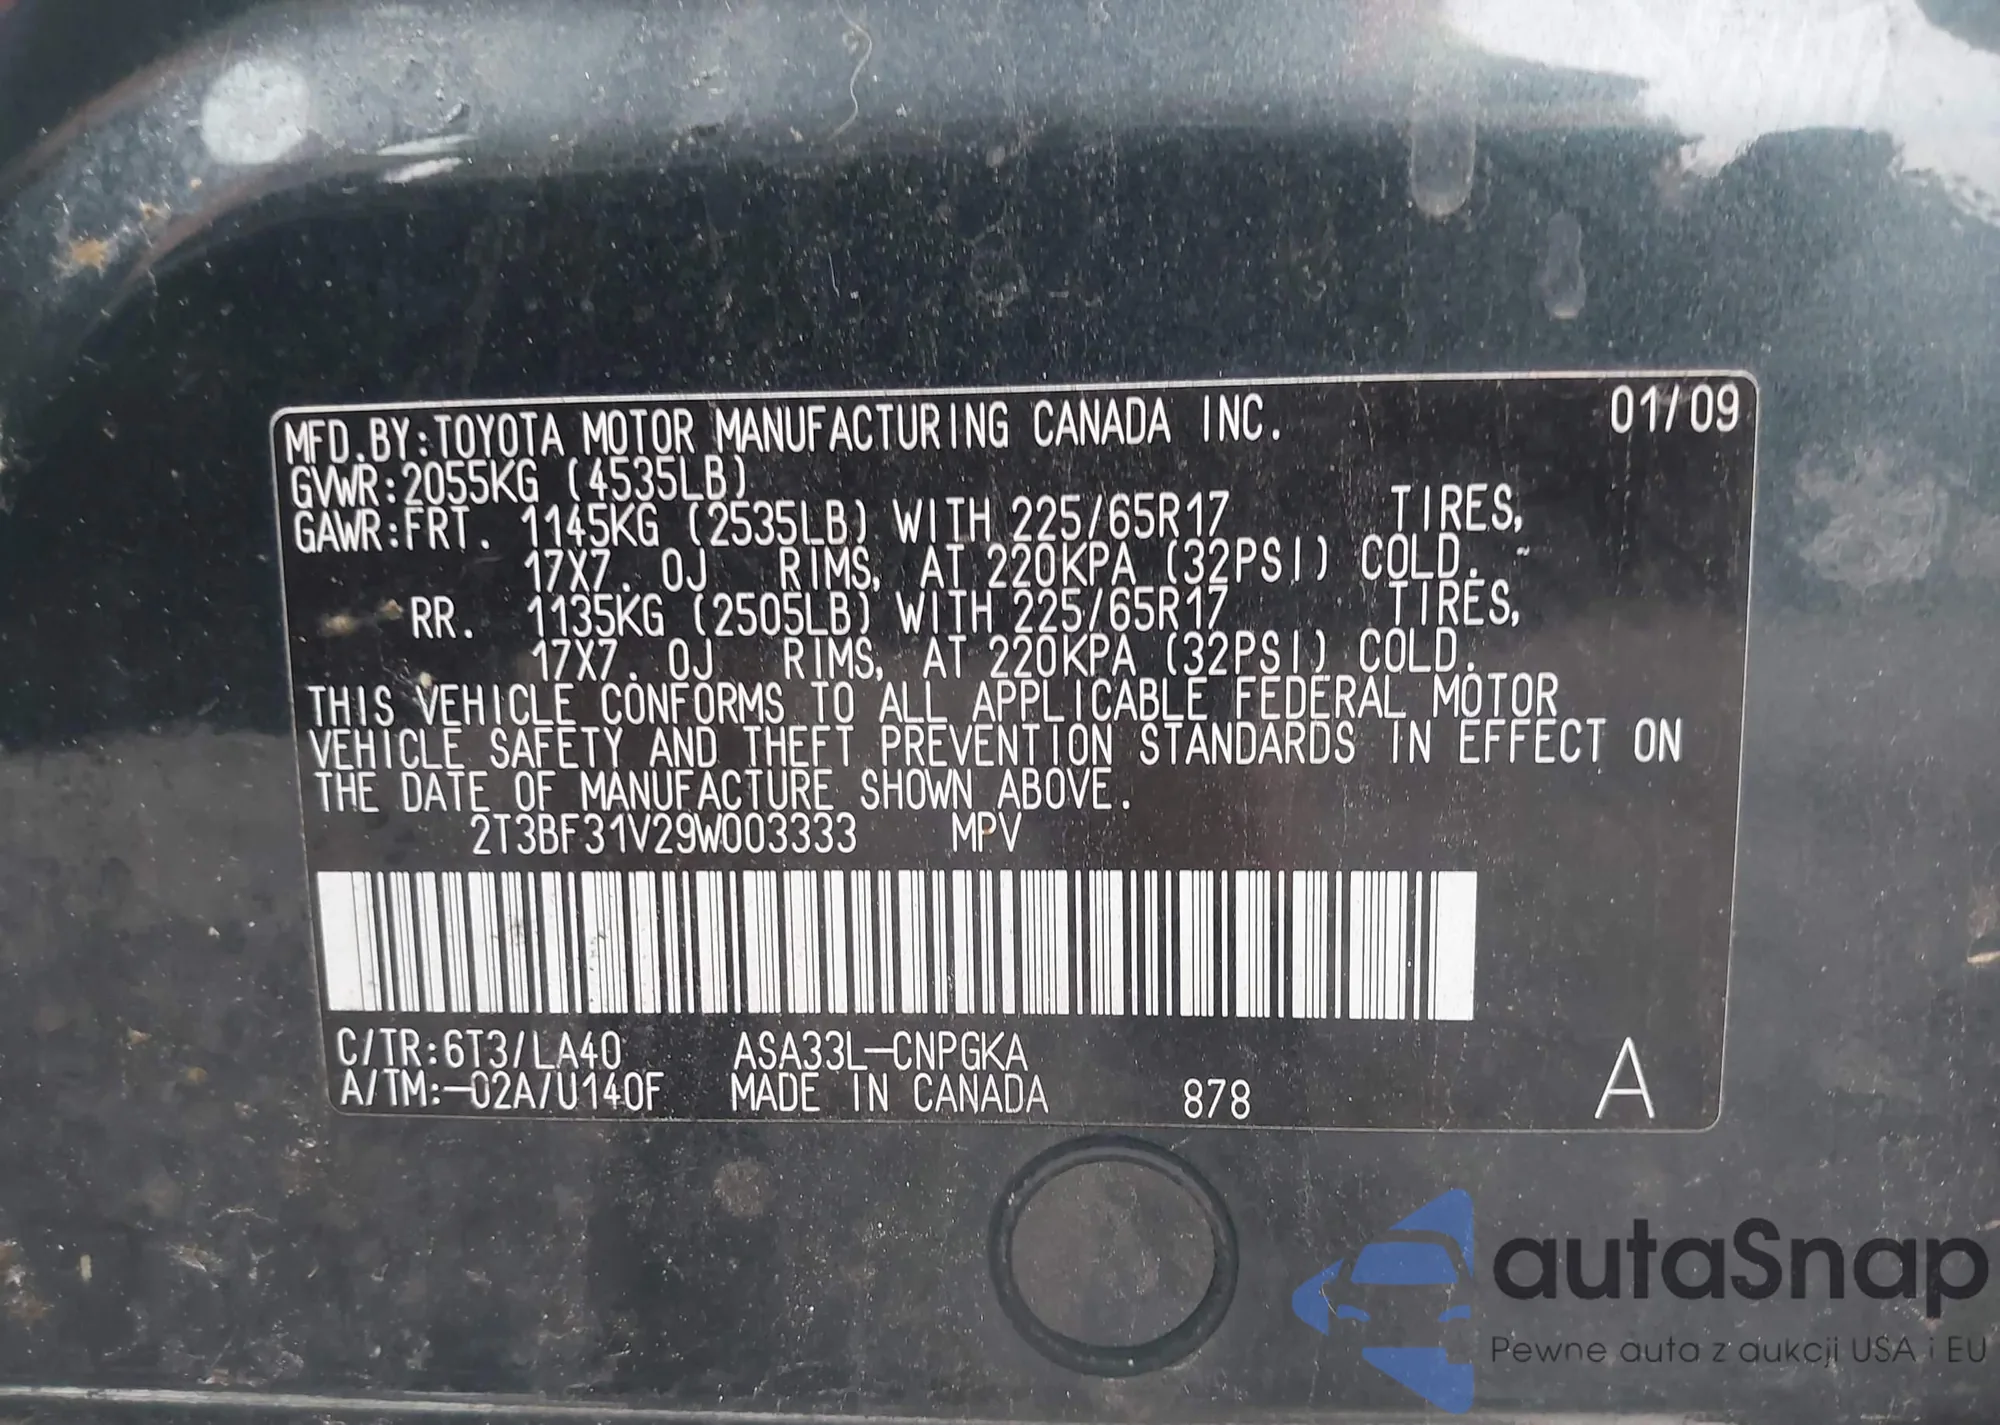 MFD.BY:TOYOTA MOTOR MANUFACTURING CANADA INC. 01/09
GVWR:2055KG (4535LB)
GAWR:FRT. 1145KG (2535LB) WITH 225/65R17 TIRES,
17X7.0J RIMS, AT 220KPA (32PSI) COLD.
RR. 1135KG (2505LB) WITH 225/65R17 TIRES,
17X7.0J RIMS, AT 220KPA (32PSI) COLD.
THIS VEHICLE CONFORMS TO ALL APPLICABLE FEDERAL MOTOR
VEHICLE SAFETY AND THEFT PREVENTION STANDARDS IN EFFECT ON
THE DATE OF MANUFACTURE SHOWN ABOVE.
2T3BF31V29W003333 MPV
C/TR:6T3/LA40 ASA33L-CNPGKA
A/TM:-02A/U140F MADE IN CANADA 878 A
autaSnap
Pewne auta z aukcji USA i EU